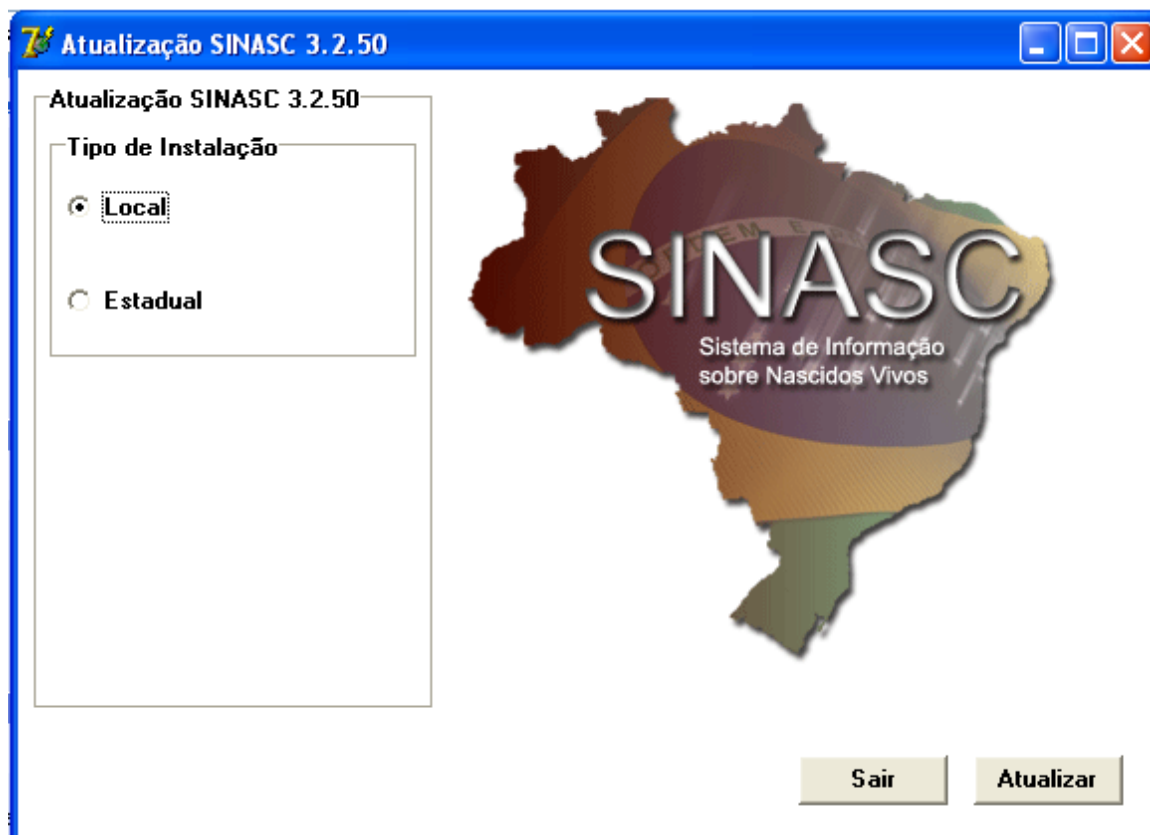 Atualização SINASC 3.2.50
Atualização SINASC 3.2.50
Tipo de Instalação
Local
Estadual
SINASC
Sistema de Informação
sobre Nascidos Vivos
Sair
Atualizar